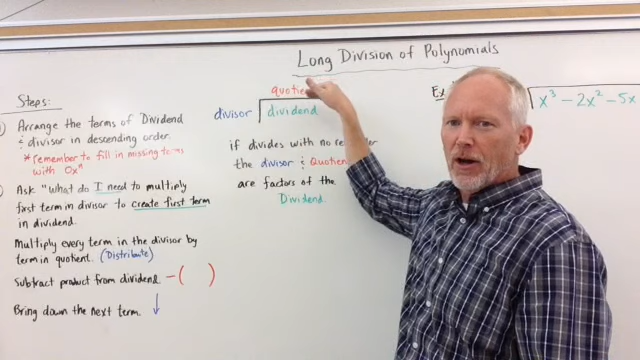 Long Division of Polynomials
Steps:
Arrange the terms of Dividend
& divisor in descending order.
*remember to fill in missing terms
with 0xⁿ
Ask "What do I need to multiply
first term in divisor to create first term
in dividend.
Multiply every term in the divisor by
term in quotient. (Distribute)
Subtract product from dividend. -( )
Bring down the next term. ↓
divisor dividend
if divides with no
the divisor & Quotient
are factors of the
Dividend.
Ex
x³ - 2x² - 5x